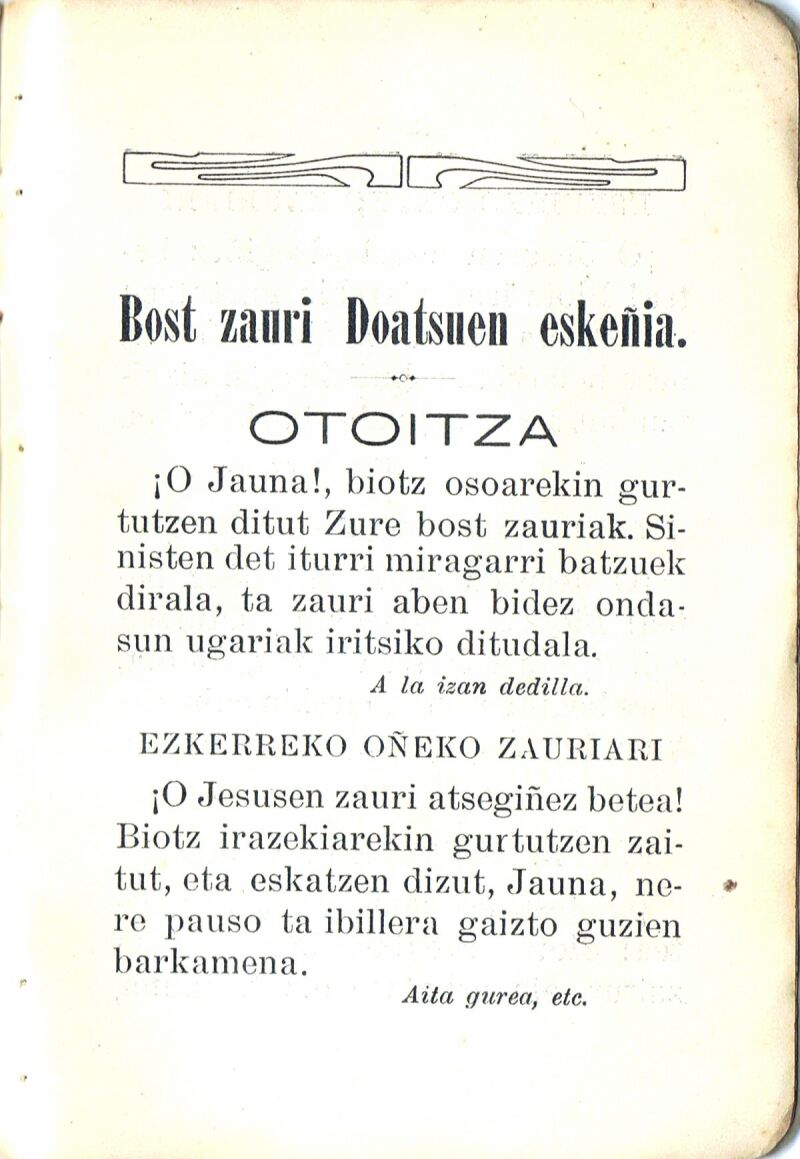 Bost zauri Doatsuen eskeñia.
OTOITZA
¡O Jauna!, biotz osoarekin gur-
tutzen ditut Zure bost zauriak. Si-
nisten det iturri miragarri batzuek
dirala, ta zauri aben bidez onda-
sun ugariak iritsiko ditudala.
A la izan dedilla.
EZKERREKO OÑEKO ZAURIARI
¡O Jesusen zauri atsegiñez betea!
Biotz irazekiarekin gurtutzen zai-
tut, eta eskatzen dizut, Jauna, ne-
re pauso ta ibillera gaizto guzien
barkamena.
Aita gurea, etc.